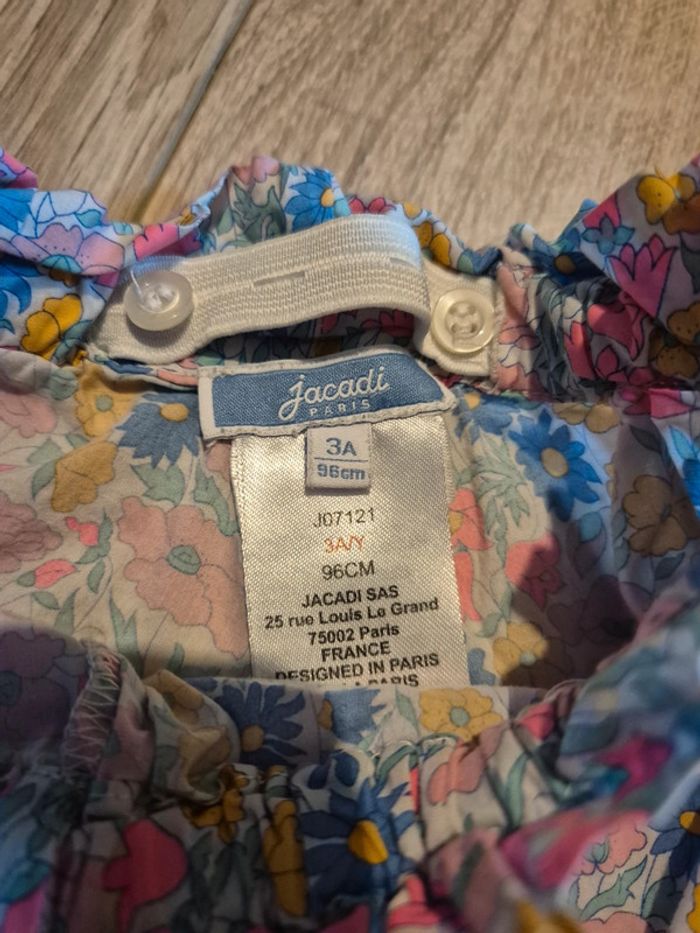 jacadi
PARIS
3A
96cm
J07121
3A/Y
96CM
JACADI SAS
25 rue Louis Le Grand
75002 Paris
FRANCE
DESIGNED IN PARIS
PARIS